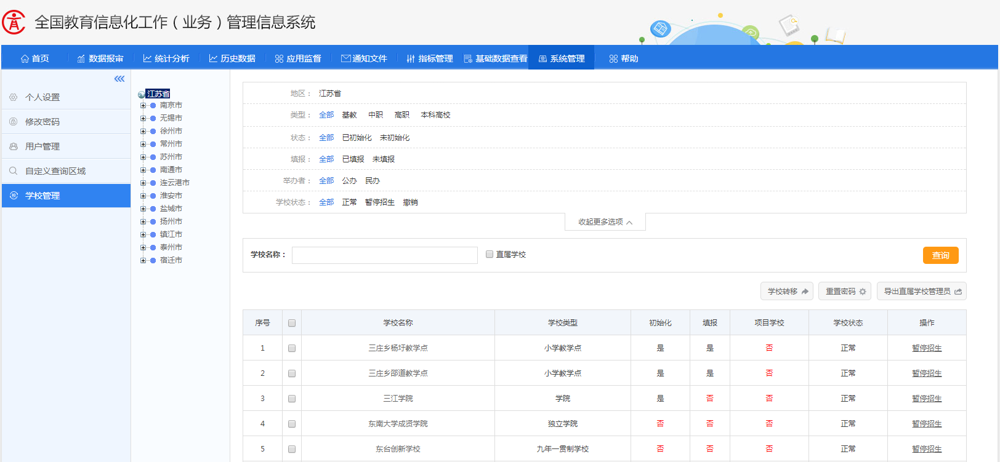 全国教育信息化工作（业务）管理信息系统
首页 数据报审 统计分析 历史数据 应用监督 通知文件 指标管理 基础数据查看 系统管理 帮助
个人设置
修改密码
用户管理
自定义查询区域
学校管理
江苏省
南京市
无锡市
徐州市
常州市
苏州市
南通市
连云港市
淮安市
盐城市
扬州市
镇江市
泰州市
宿迁市
地区： 江苏省
类型： 全部 基教 中职 高职 本科高校
状态： 全部 已初始化 未初始化
填报： 全部 已填报 未填报
举办者： 全部 公办 民办
学校状态： 全部 正常 暂停招生 撤销
收起更多选项
学校名称： 直属学校 查询
学校转移 重置密码 导出直属学校管理员
序号 学校名称 学校类型 初始化 填报 项目学校 学校状态 操作
1 三庄乡杨圩教学点 小学教学点 是 是 否 正常 暂停招生
2 三庄乡邵道教学点 小学教学点 是 是 否 正常 暂停招生
3 三江学院 学院 是 否 否 正常 暂停招生
4 东南大学成贤学院 独立学院 否 否 否 正常 暂停招生
5 东台创新学校 九年一贯制学校 否 否 否 正常 暂停招生